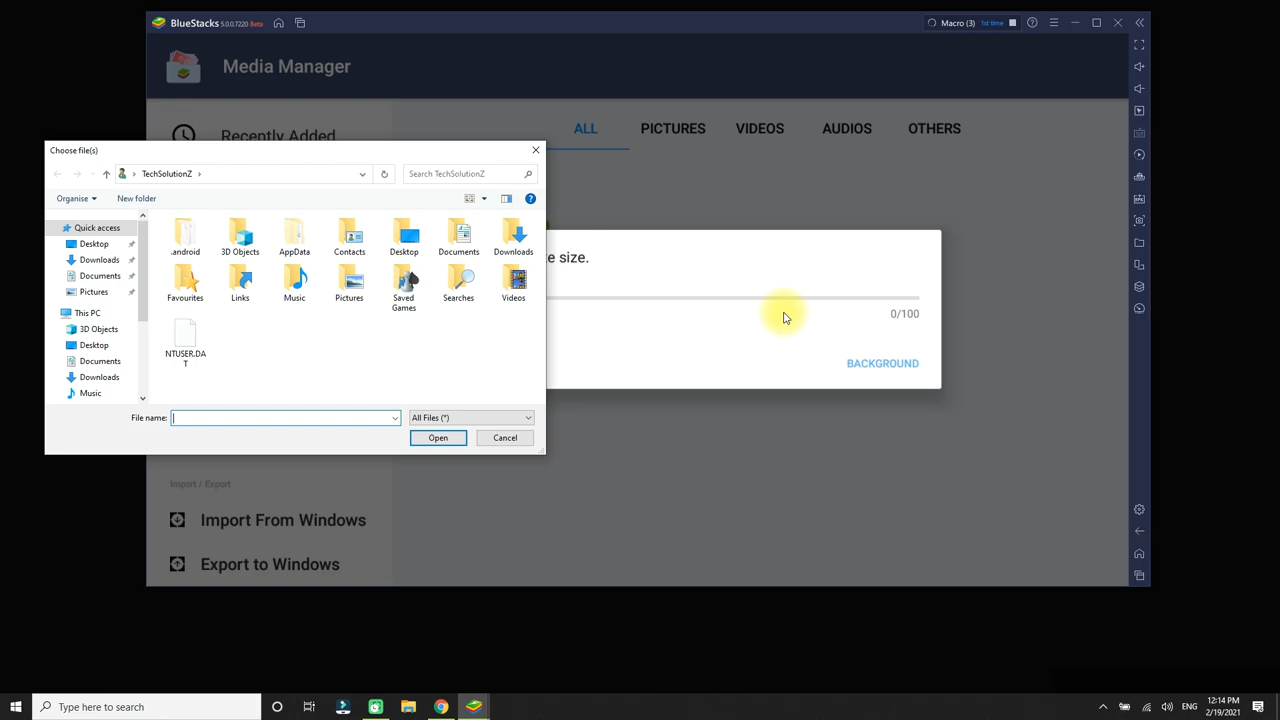 BlueStacks 5.0.0.7220 Beta
Macro (3) 1st time
Media Manager
Recently Added
ALL PICTURES VIDEOS AUDIOS OTHERS
Choose file(s)
TechSolutionZ
Search TechSolutionZ
Organise New folder
Quick access
Desktop
Downloads
Documents
Pictures
This PC
3D Objects
Desktop
Documents
Downloads
Music
.android 3D Objects AppData Contacts Desktop Documents Downloads
Favourites Links Music Pictures Saved Games Searches Videos
NTUSER.DAT
File name: All Files (*)
Open Cancel
size.
0/100
BACKGROUND
Import / Export
Import From Windows
Export to Windows
Type here to search
ENG
12:14 PM
2/19/2021